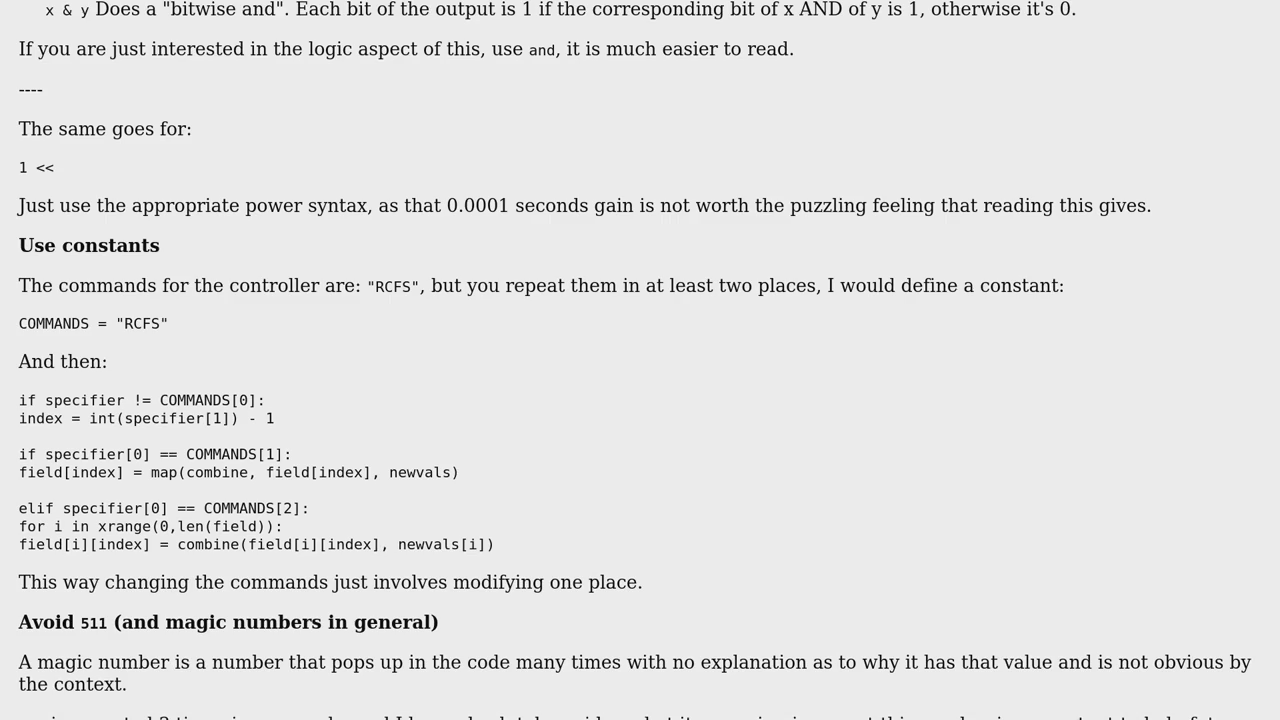 x & y Does a "bitwise and". Each bit of the output is 1 if the corresponding bit of x AND of y is 1, otherwise it's 0.
If you are just interested in the logic aspect of this, use and, it is much easier to read.
----
The same goes for:
1 <<
Just use the appropriate power syntax, as that 0.0001 seconds gain is not worth the puzzling feeling that reading this gives.
Use constants
The commands for the controller are: "RCFS", but you repeat them in at least two places, I would define a constant:
COMMANDS = "RCFS"
And then:
if specifier != COMMANDS[0]:
index = int(specifier[1]) - 1
if specifier[0] == COMMANDS[1]:
field[index] = map(combine, field[index], newvals)
elif specifier[0] == COMMANDS[2]:
for i in xrange(0,len(field)):
field[i][index] = combine(field[i][index], newvals[i])
This way changing the commands just involves modifying one place.
Avoid 511 (and magic numbers in general)
A magic number is a number that pops up in the code many times with no explanation as to why it has that value and is not obvious by
the context.